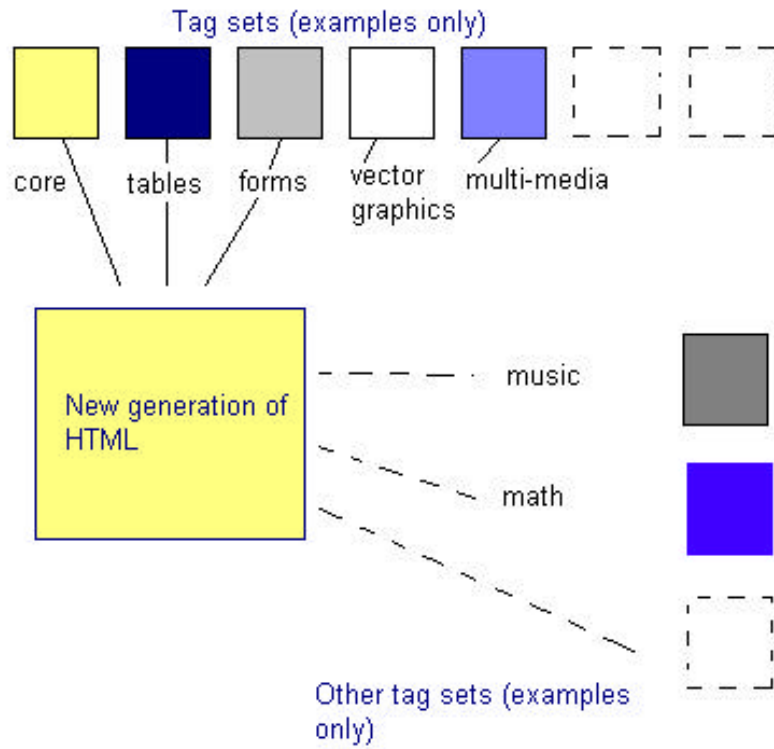 Tag sets (examples only)
core
tables
forms
vector
graphics
multi-media
New generation of
HTML
music
math
Other tag sets (examples
only)